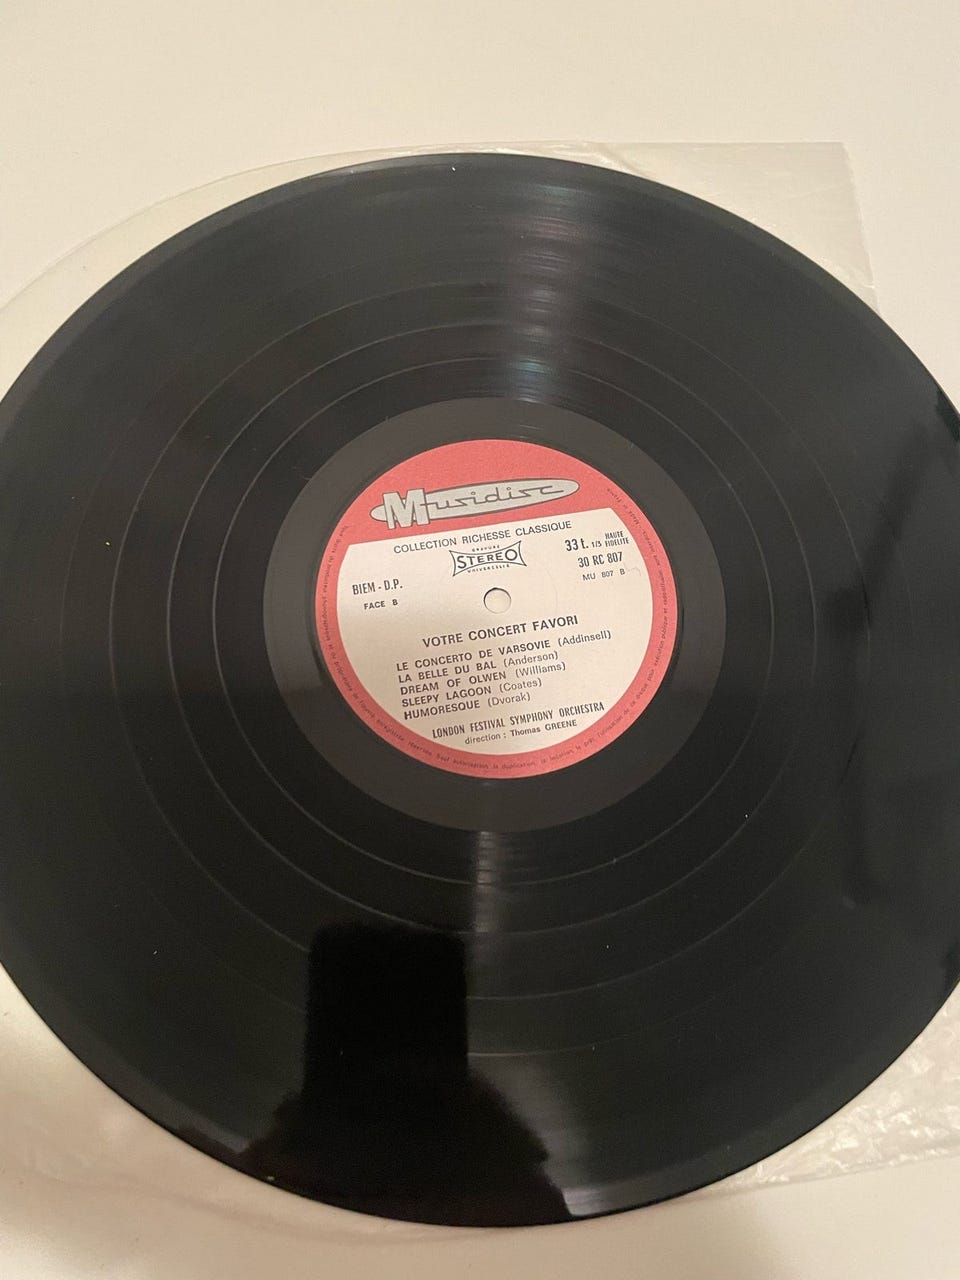 Musidisc
COLLECTION RICHESSE CLASSIQUE
GRAVURE
STEREO
UNIVERSELLE
33 t. 1/3 HAUTE FIDELITE
30 RC 807
MU 807 B
BIEM - D.P.
FACE B
VOTRE CONCERT FAVORI
LE CONCERTO DE VARSOVIE (Addinsell)
LA BELLE DU BAL (Anderson)
DREAM OF OLWEN (Williams)
SLEEPY LAGOON (Coates)
HUMORESQUE (Dvorak)
LONDON FESTIVAL SYMPHONY ORCHESTRA
direction : Thomas GREENE